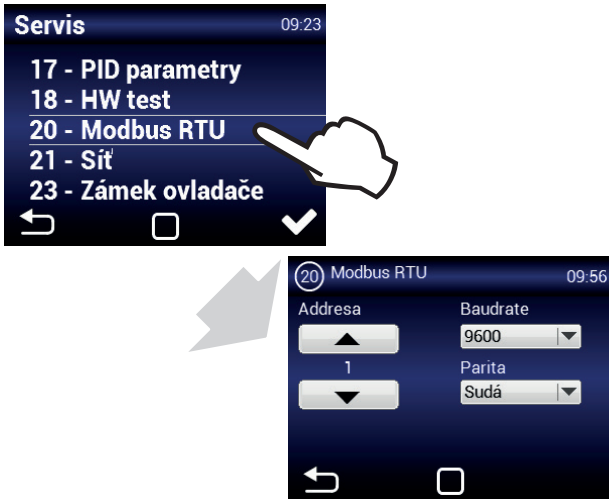 Servis 09:23
17 - PID parametry
18 - HW test
20 - Modbus RTU
21 - Síť
23 - Zámek ovladače
20 Modbus RTU 09:56
Addresa Baudrate
9600
1 Parita
Sudá